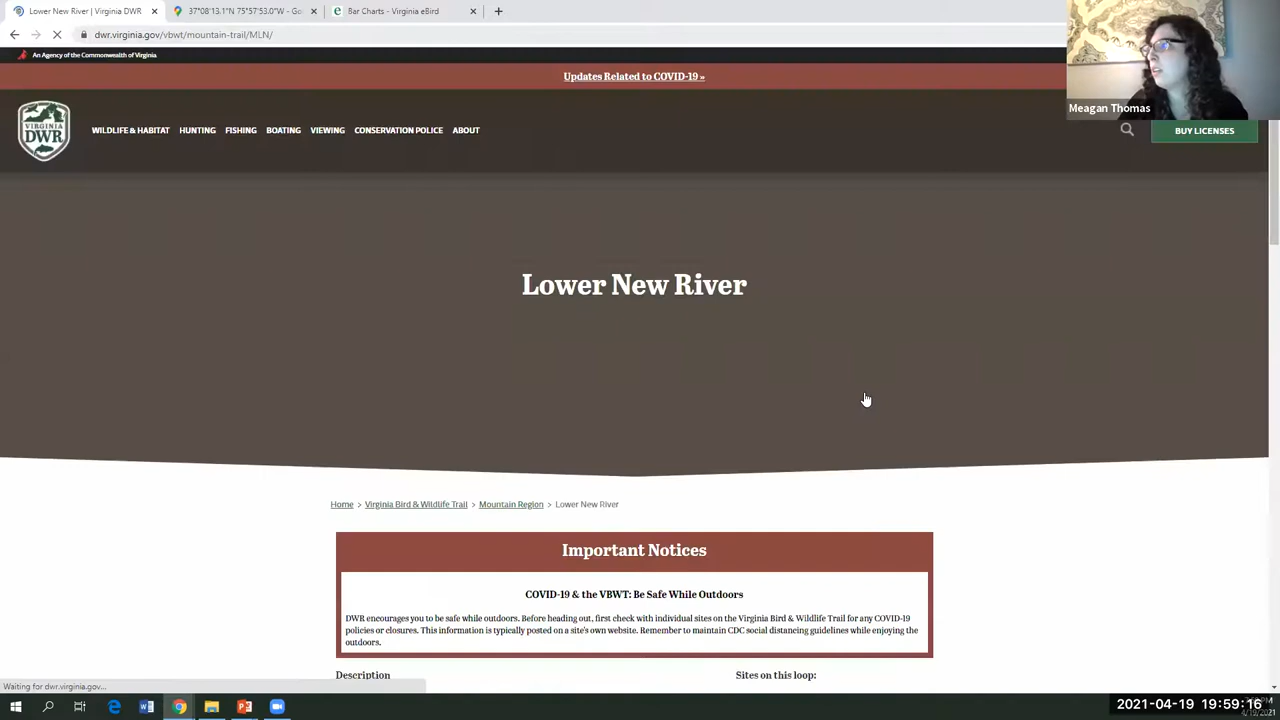 Lower New River | Virginia DWR
37°08'13.1"N 75°57'53.0"W - Go
Bar Charts - Virginia eBird
dwr.virginia.gov/vbwt/mountain-trail/MLN/
An Agency of the Commonwealth of Virginia
Updates Related to COVID-19 »
Meagan Thomas
VIRGINIA
DWR
WILDLIFE & HABITAT HUNTING FISHING BOATING VIEWING CONSERVATION POLICE ABOUT
BUY LICENSES
Lower New River
Home > Virginia Bird & Wildlife Trail > Mountain Region > Lower New River
Important Notices
COVID-19 & the VBWT: Be Safe While Outdoors
DWR encourages you to be safe while outdoors. Before heading out, first check with individual sites on the Virginia Bird & Wildlife Trail for any COVID-19
policies or closures. This information is typically posted on a site's own website. Remember to maintain CDC social distancing guidelines while enjoying the
outdoors.
Description
Sites on this loop:
Waiting for dwr.virginia.gov...
2021-04-19 19:59:16